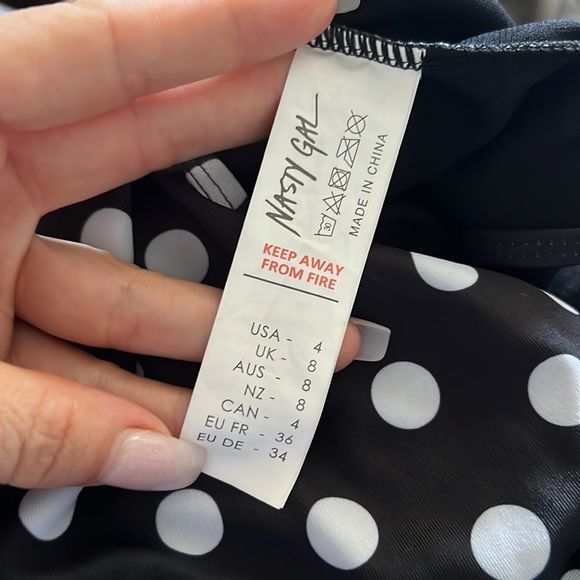 NASTY GAL
30
MADE IN CHINA
KEEP AWAY
FROM FIRE
USA - 4
UK - 8
AUS - 8
NZ - 8
CAN - 4
EU FR - 36
EU DE - 34